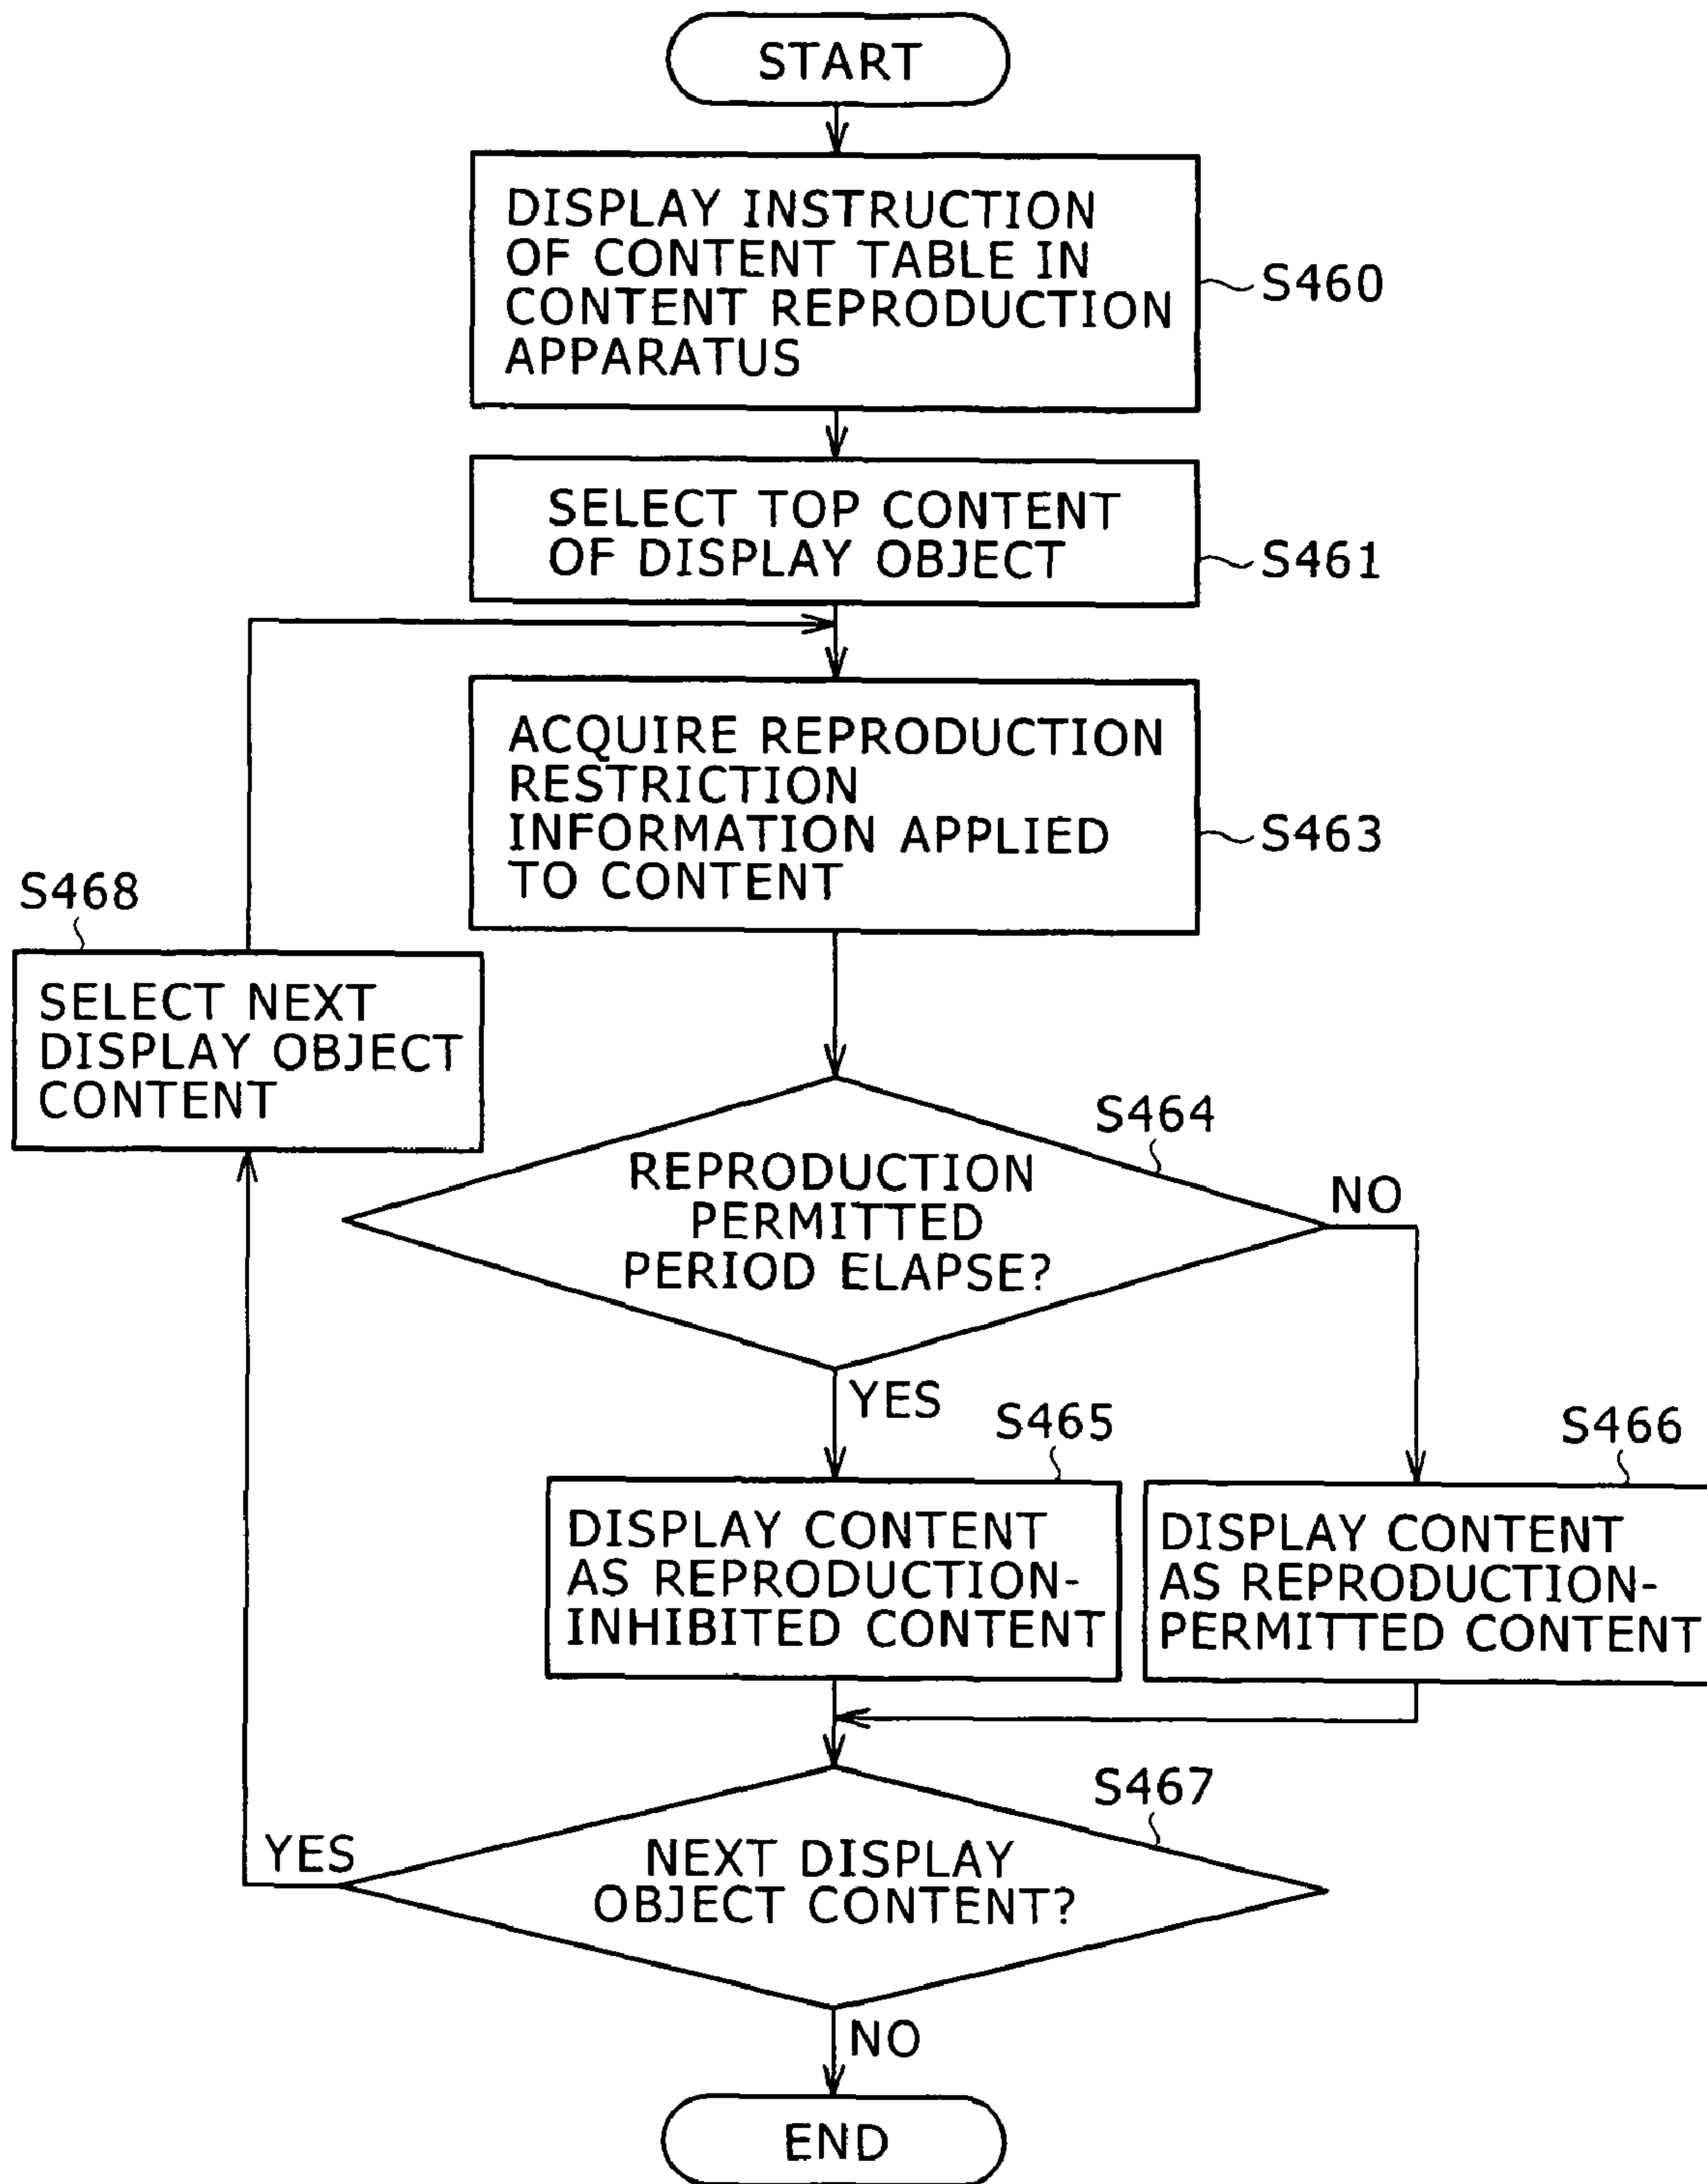 START
DISPLAY INSTRUCTION
OF CONTENT TABLE IN
CONTENT REPRODUCTION
APPARATUS
S460
SELECT TOP CONTENT
OF DISPLAY OBJECT
S461
ACQUIRE REPRODUCTION
RESTRICTION
INFORMATION APPLIED
TO CONTENT
S463
S468
SELECT NEXT
DISPLAY OBJECT
CONTENT
S464
REPRODUCTION
PERMITTED
PERIOD ELAPSE?
NO
YES
S465
DISPLAY CONTENT
AS REPRODUCTION-
INHIBITED CONTENT
S466
DISPLAY CONTENT
AS REPRODUCTION-
PERMITTED CONTENT
S467
NEXT DISPLAY
OBJECT CONTENT?
YES
NO
END